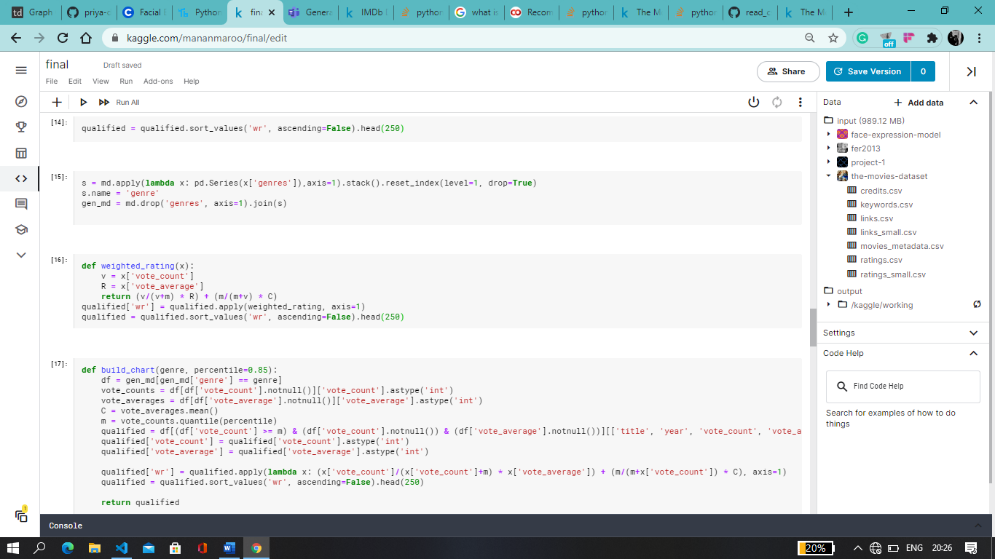 Grapl
priya-a
Facial
Python
final
Genera
IMDb
python
what is
Recom
python
The M
python
read_c
The M
kaggle.com/mananmaroo/final/edit
off
final
Draft saved
File Edit View Run Add-ons Help
Share
Save Version 0
Run All
[14]:
qualified = qualified.sort_values('wr', ascending=False).head(250)
[15]:
s = md.apply(lambda x: pd.Series(x['genres']),axis=1).stack().reset_index(level=1, drop=True)
s.name = 'genre'
gen_md = md.drop('genres', axis=1).join(s)
[16]:
def weighted_rating(x):
    v = x['vote_count']
    R = x['vote_average']
    return (v/(v+m) * R) + (m/(m+v) * C)
qualified['wr'] = qualified.apply(weighted_rating, axis=1)
qualified = qualified.sort_values('wr', ascending=False).head(250)
[17]:
def build_chart(genre, percentile=0.85):
    df = gen_md[gen_md['genre'] == genre]
    vote_counts = df[df['vote_count'].notnull()]['vote_count'].astype('int')
    vote_averages = df[df['vote_average'].notnull()]['vote_average'].astype('int')
    C = vote_averages.mean()
    m = vote_counts.quantile(percentile)
    qualified = df[(df['vote_count'] >= m) & (df['vote_count'].notnull()) & (df['vote_average'].notnull())][['title', 'year', 'vote_count', 'vote_a
    qualified['vote_count'] = qualified['vote_count'].astype('int')
    qualified['vote_average'] = qualified['vote_average'].astype('int')
    qualified['wr'] = qualified.apply(lambda x: (x['vote_count']/(x['vote_count']+m) * x['vote_average']) + (m/(m+x['vote_count']) * C), axis=1)
    qualified = qualified.sort_values('wr', ascending=False).head(250)
    return qualified
Data
+ Add data
input (989.12 MB)
face-expression-model
fer2013
project-1
the-movies-dataset
credits.csv
keywords.csv
links.csv
links_small.csv
movies_metadata.csv
ratings.csv
ratings_small.csv
output
/kaggle/working
Settings
Code Help
Find Code Help
Search for examples of how to do
things
Console
20%
ENG 20:26